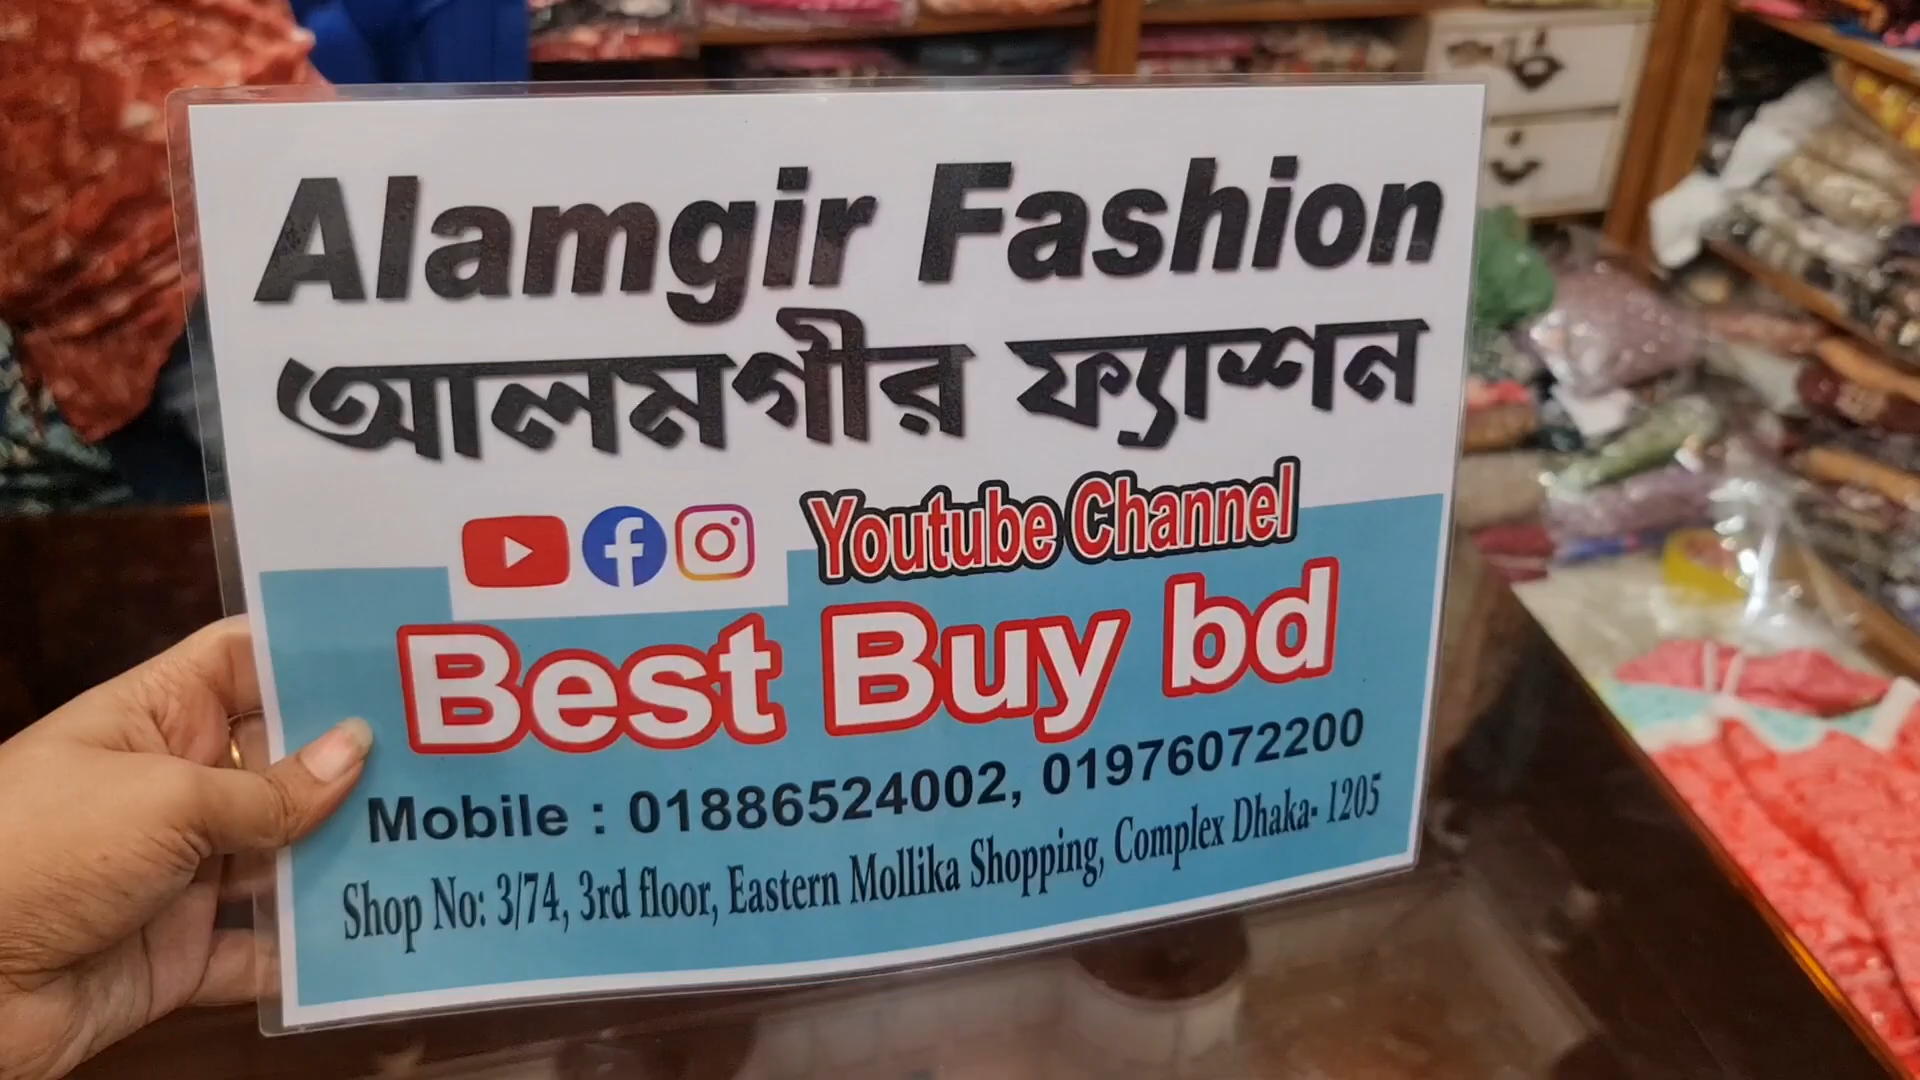 Alamgir Fashion
আলমগীর ফ্যাশন
Youtube Channel
Best Buy bd
Mobile : 01886524002, 01976072200
Shop No: 3/74, 3rd floor, Eastern Mollika Shopping, Complex Dhaka- 1205